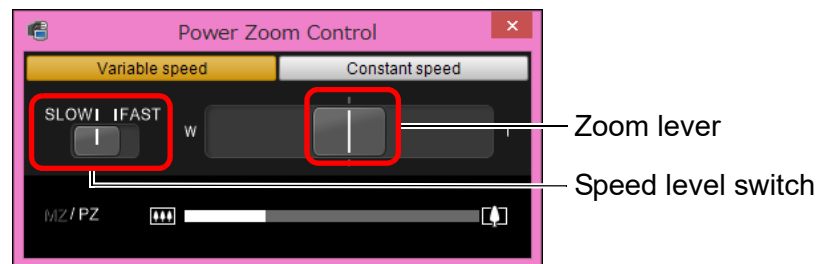 Power Zoom Control
Variable speed Constant speed
SLOW FAST
W T
MZ / PZ
Zoom lever
Speed level switch